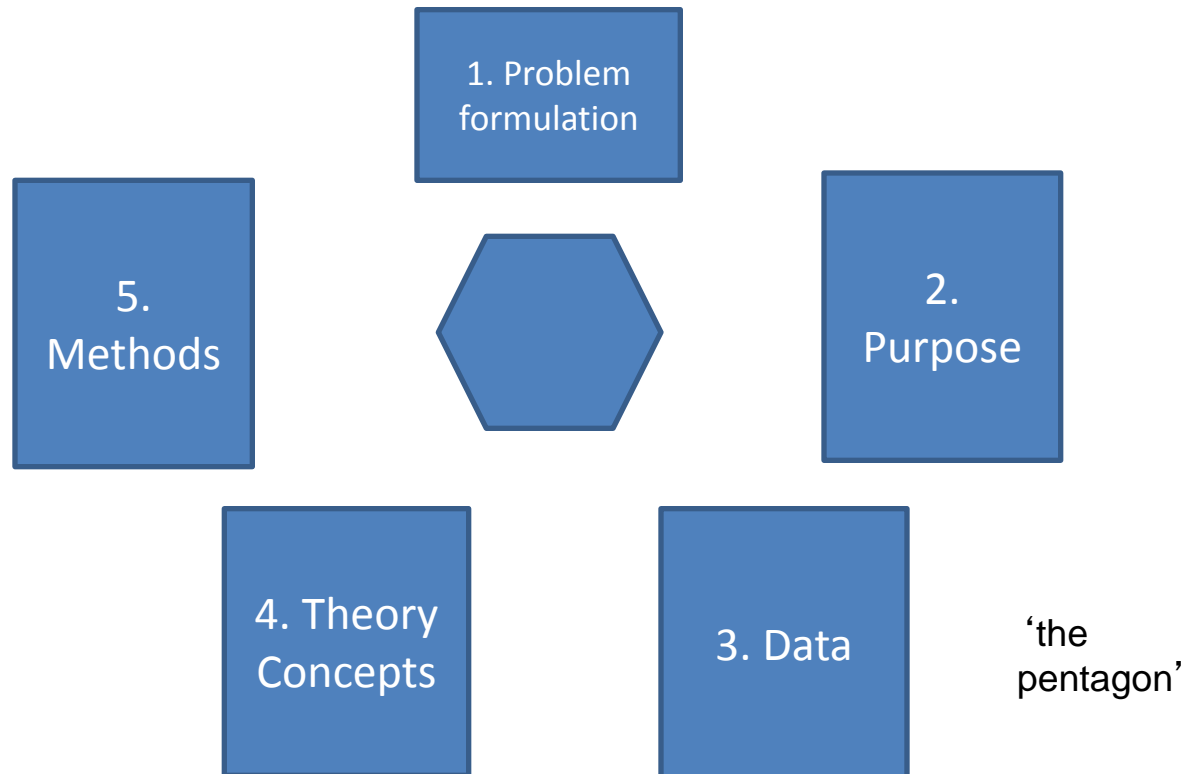 1. Problem
formulation
2.
Purpose
3. Data
4. Theory
Concepts
5.
Methods
‘the
pentagon’